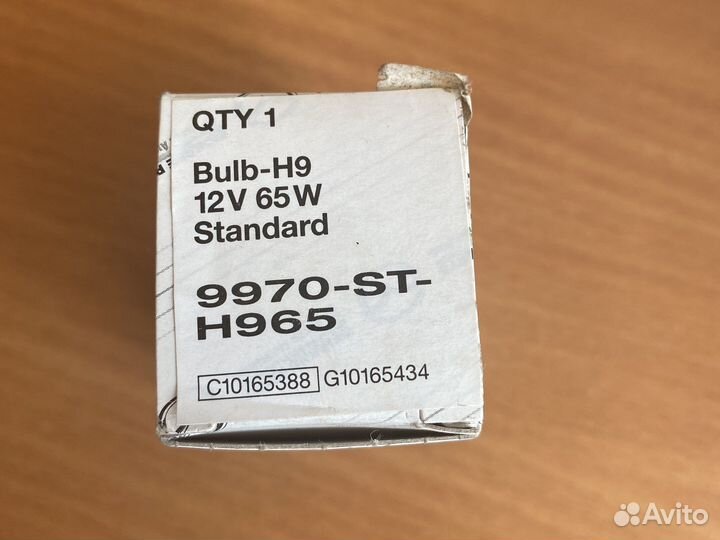 QTY 1
Bulb-H9
12V 65W
Standard
9970-ST-
H965
C10165388 G10165434
Avito